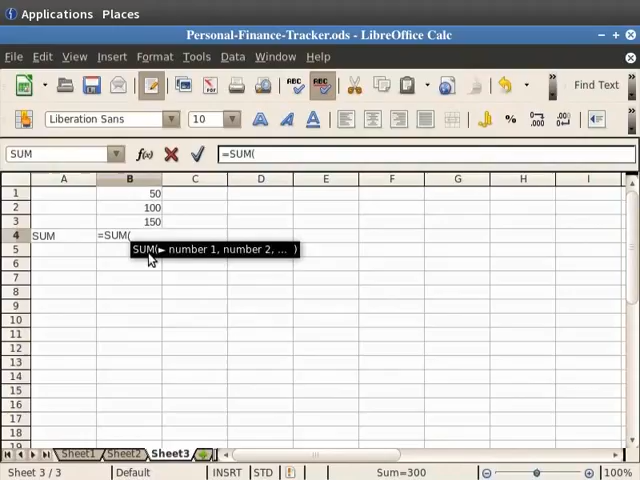 Applications Places
Personal-Finance-Tracker.ods - LibreOffice Calc
File Edit View Insert Format Tools Data Window Help
ABC ABC Find Text
Liberation Sans 10 A A A
SUM f(x) =SUM(
A B C D E F G H I
1 50
2 100
3 150
4 SUM =SUM(
5 SUM(► number 1, number 2, ... )
6
7
8
9
10
11
12
13
14
15
16
17
18
19
Sheet1 Sheet2 Sheet3
Sheet 3 / 3 Default INSRT STD Sum=300 100%